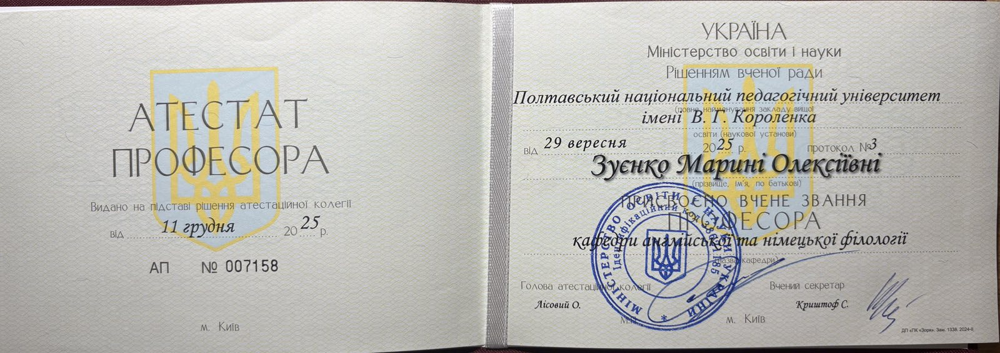 АТЕСТАТ
ПРОФЕСОРА
Видано на підставі рішення атестаційної колегії
від 11 грудня 2025 р.
АП № 007158
м. Київ
УКРАЇНА
Міністерство освіти і науки
Рішенням вченої ради
Полтавський національний педагогічний університет
(повне найменування закладу вищої
імені В. Г. Короленка
освіти (наукової установи)
від 29 вересня 2025 р. протокол №3
Зуєнко Марині Олексіївні
(прізвище, ім'я, по батькові)
ПРИСВОЄНО ВЧЕНЕ ЗВАННЯ
ПРОФЕСОРА
кафедри англійської та німецької філології
(назва кафедри)
Голова атестаційної колегії
Лісовий О.
Вчений секретар
Криштоф С.
М.П.
м. Київ
ДП «ПК «Зоря». Зам. 1338. 2024-ІІ
МІНІСТЕРСТВО ОСВІТИ І НАУКИ УКРАЇНИ *
Ідентифікаційний код